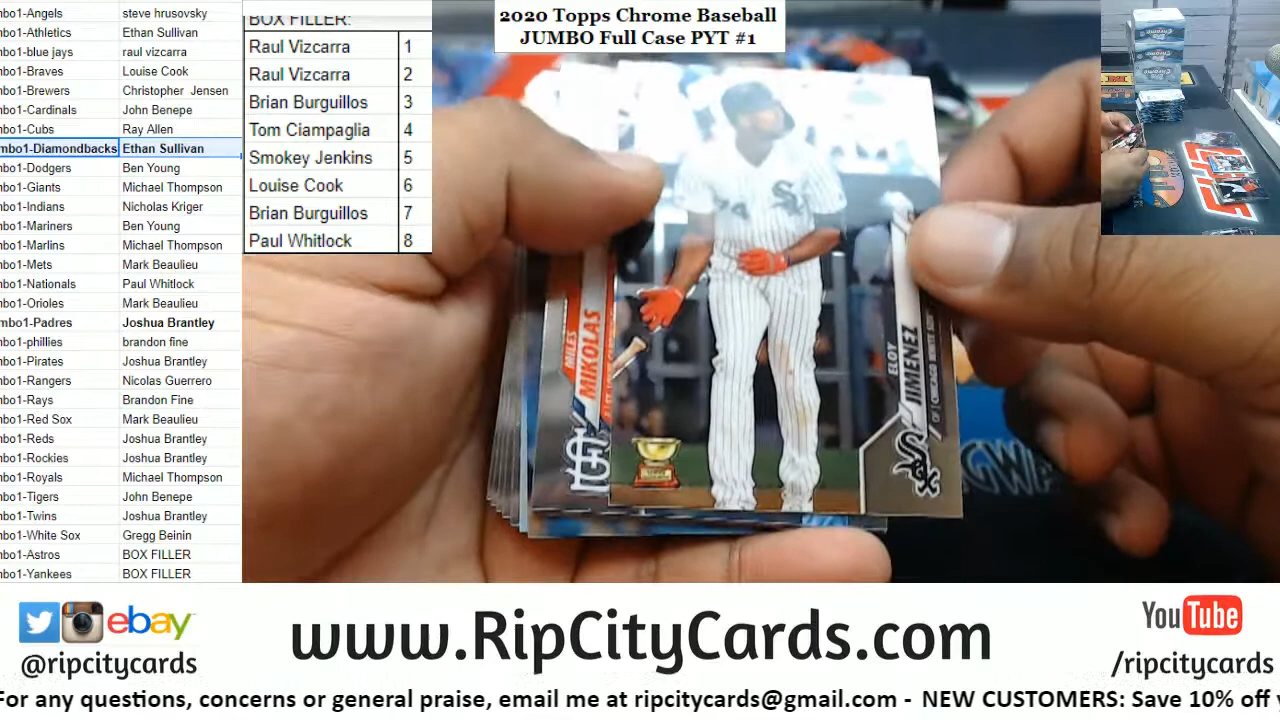 mbo1-Angels steve hrusovsky
mbo1-Athletics Ethan Sullivan
mbo1-blue jays raul vizcarra
mbo1-Braves Louise Cook
mbo1-Brewers Christopher Jensen
mbo1-Cardinals John Benepe
mbo1-Cubs Ray Allen
mbo1-Diamondbacks Ethan Sullivan
mbo1-Dodgers Ben Young
mbo1-Giants Michael Thompson
mbo1-Indians Nicholas Kriger
mbo1-Mariners Ben Young
mbo1-Marlins Michael Thompson
mbo1-Mets Mark Beaulieu
mbo1-Nationals Paul Whitlock
mbo1-Orioles Mark Beaulieu
mbo1-Padres Joshua Brantley
mbo1-phillies brandon fine
mbo1-Pirates Joshua Brantley
mbo1-Rangers Nicolas Guerrero
mbo1-Rays Brandon Fine
mbo1-Red Sox Mark Beaulieu
mbo1-Reds Joshua Brantley
mbo1-Rockies Joshua Brantley
mbo1-Royals Michael Thompson
mbo1-Tigers John Benepe
mbo1-Twins Joshua Brantley
mbo1-White Sox Gregg Beinin
mbo1-Astros BOX FILLER
mbo1-Yankees BOX FILLER
BOX FILLER:
Raul Vizcarra 1
Raul Vizcarra 2
Brian Burguillos 3
Tom Ciampaglia 4
Smokey Jenkins 5
Louise Cook 6
Brian Burguillos 7
Paul Whitlock 8
2020 Topps Chrome Baseball
JUMBO Full Case PYT #1
MILES
MIKOLAS
ELOY
JIMENEZ
CHICAGO WHITE SOX
ebay
@ripcitycards
www.RipCityCards.com
YouTube
/ripcitycards
For any questions, concerns or general praise, email me at ripcitycards@gmail.com - NEW CUSTOMERS: Save 10% off